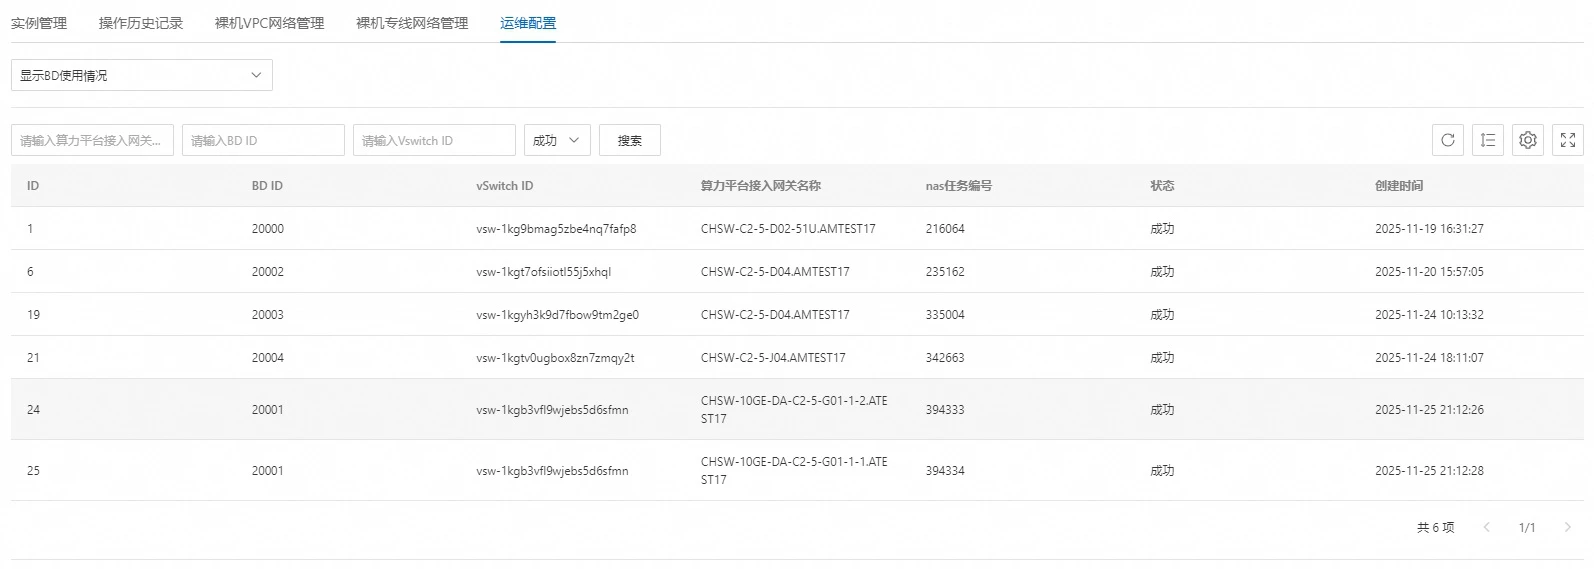 实例管理 操作历史记录 裸机VPC网络管理 裸机专线网络管理 运维配置
显示BD使用情况
请输入算力平台接入网关... 请输入BD ID 请输入Vswitch ID 成功 搜索
ID BD ID vSwitch ID 算力平台接入网关名称 nas任务编号 状态 创建时间
1 20000 vsw-1kg9bmag5zbe4nq7fafp8 CHSW-C2-5-D02-51U.AMTEST17 216064 成功 2025-11-19 16:31:27
6 20002 vsw-1kgt7ofsiiotl55j5xhql CHSW-C2-5-D04.AMTEST17 235162 成功 2025-11-20 15:57:05
19 20003 vsw-1kgyh3k9d7fbow9tm2ge0 CHSW-C2-5-D04.AMTEST17 335004 成功 2025-11-24 10:13:32
21 20004 vsw-1kgtv0ugbox8zn7zmqy2t CHSW-C2-5-J04.AMTEST17 342663 成功 2025-11-24 18:11:07
24 20001 vsw-1kgb3vfl9wjebs5d6sfmn CHSW-10GE-DA-C2-5-G01-1-2.ATE
ST17 394333 成功 2025-11-25 21:12:26
25 20001 vsw-1kgb3vfl9wjebs5d6sfmn CHSW-10GE-DA-C2-5-G01-1-1.ATE
ST17 394334 成功 2025-11-25 21:12:28
共 6 项 1/1